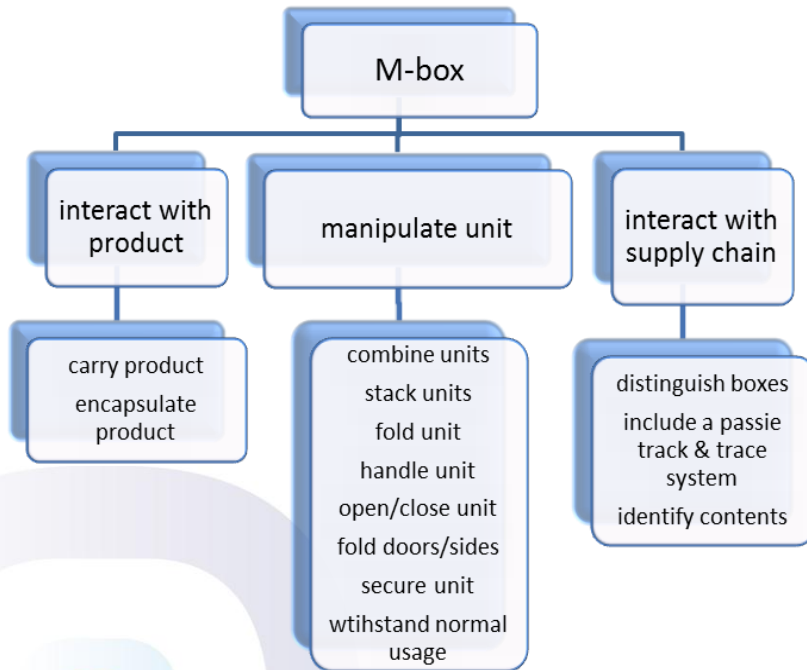 M-box
interact with
product
manipulate unit
interact with
supply chain
carry product
encapsulate
product
combine units
stack units
fold unit
handle unit
open/close unit
fold doors/sides
secure unit
wtihstand normal
usage
distinguish boxes
include a passie
track & trace
system
identify contents